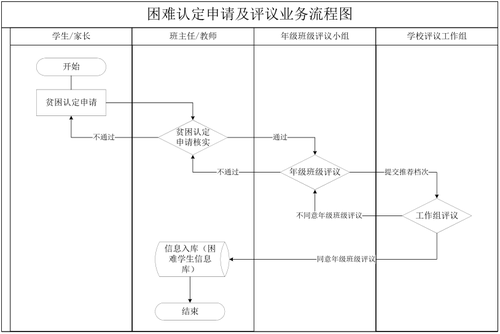 困难认定申请及评议业务流程图
学生/家长
班主任/教师
年级班级评议小组
学校评议工作组
开始
贫困认定申请
不通过
贫困认定
申请核实
通过
不通过
年级班级评议
提交推荐档次
不同意年级班级评议
工作组评议
信息入库（困
难学生信息
库）
同意年级班级评议
结束